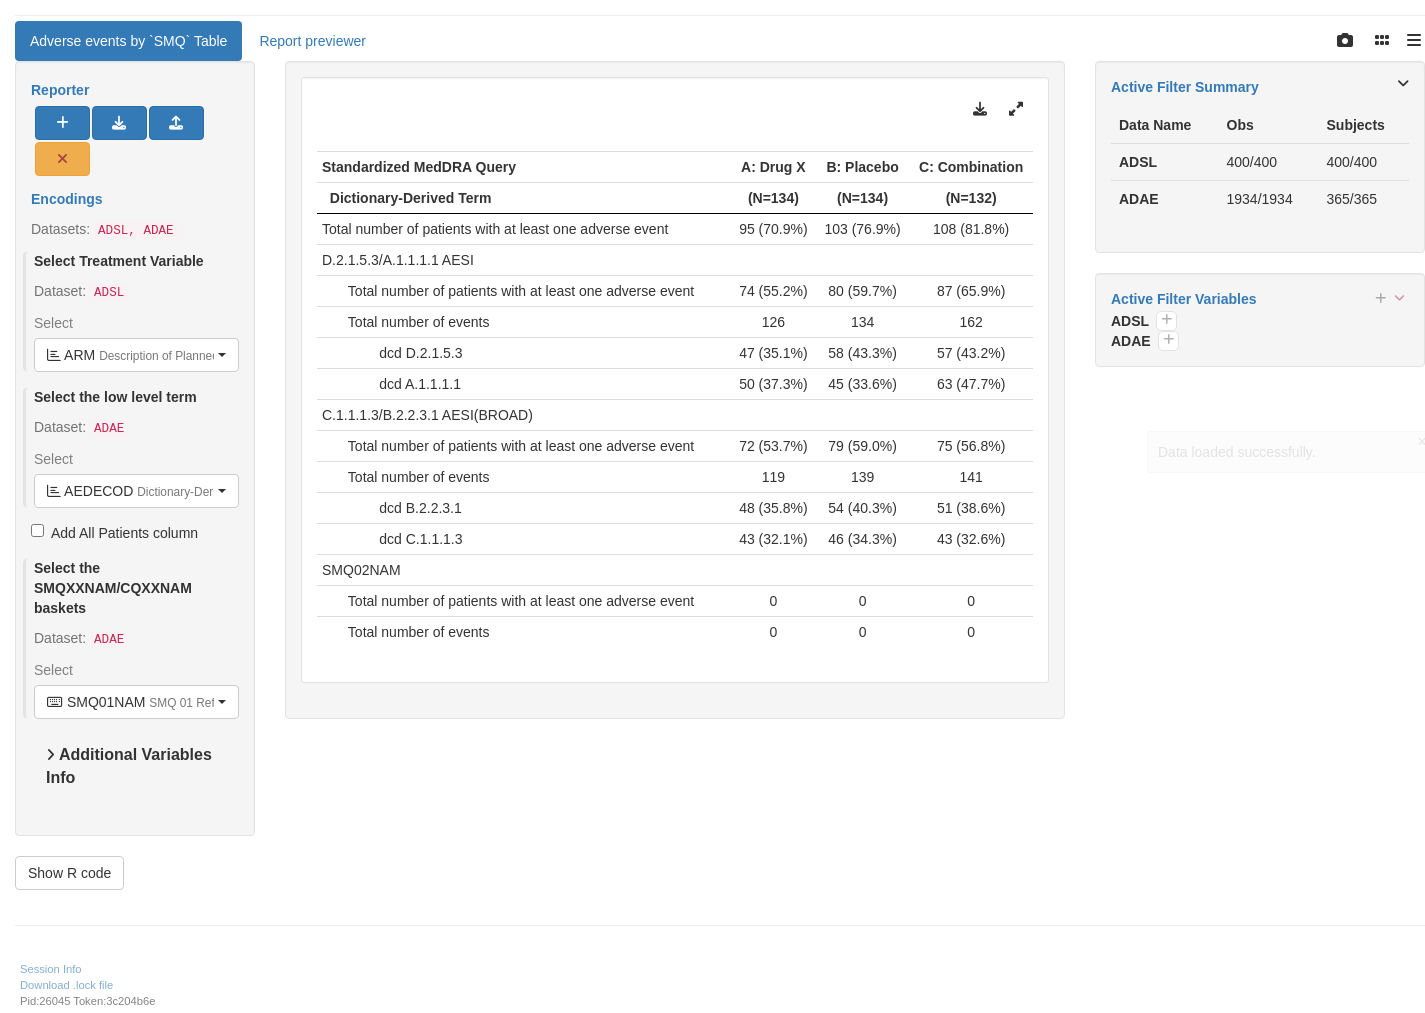 Adverse events by `SMQ` Table
Report previewer
Reporter
Encodings
Datasets: ADSL, ADAE
Select Treatment Variable
Dataset: ADSL
Select
ARM Description of Planned
Select the low level term
Dataset: ADAE
Select
AEDECOD Dictionary-Der
Add All Patients column
Select the
SMQXXNAM/CQXXNAM
baskets
Dataset: ADAE
Select
SMQ01NAM SMQ 01 Ref
Additional Variables
Info
Show R code
Standardized MedDRA Query A: Drug X B: Placebo C: Combination
Dictionary-Derived Term (N=134) (N=134) (N=132)
Total number of patients with at least one adverse event 95 (70.9%) 103 (76.9%) 108 (81.8%)
D.2.1.5.3/A.1.1.1.1 AESI
Total number of patients with at least one adverse event 74 (55.2%) 80 (59.7%) 87 (65.9%)
Total number of events 126 134 162
dcd D.2.1.5.3 47 (35.1%) 58 (43.3%) 57 (43.2%)
dcd A.1.1.1.1 50 (37.3%) 45 (33.6%) 63 (47.7%)
C.1.1.1.3/B.2.2.3.1 AESI(BROAD)
Total number of patients with at least one adverse event 72 (53.7%) 79 (59.0%) 75 (56.8%)
Total number of events 119 139 141
dcd B.2.2.3.1 48 (35.8%) 54 (40.3%) 51 (38.6%)
dcd C.1.1.1.3 43 (32.1%) 46 (34.3%) 43 (32.6%)
SMQ02NAM
Total number of patients with at least one adverse event 0 0 0
Total number of events 0 0 0
Active Filter Summary
Data Name Obs Subjects
ADSL 400/400 400/400
ADAE 1934/1934 365/365
Active Filter Variables
ADSL
ADAE
Data loaded successfully.
Session Info
Download .lock file
Pid:26045 Token:3c204b6e